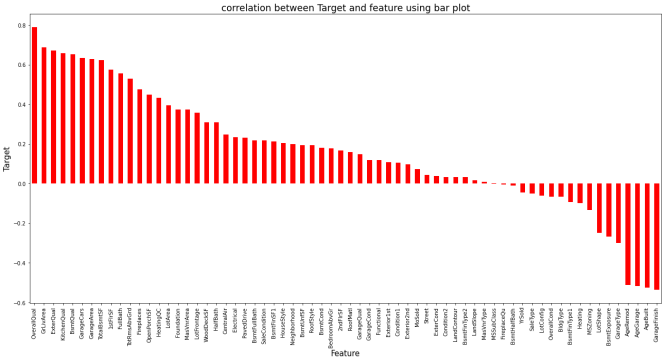 correlation between Target and feature using bar plot
0.8
0.6
0.4
0.2
0.0
−0.2
−0.4
−0.6
Target
OverallQual
GrLivArea
ExterQual
KitchenQual
BsmtQual
GarageCars
GarageArea
TotalBsmtSF
1stFlrSF
FullBath
TotRmsAbvGrd
Fireplaces
OpenPorchSF
HeatingQC
LotArea
Foundation
MasVnrArea
LotFrontage
WoodDeckSF
HalfBath
CentralAir
Electrical
PavedDrive
BsmtFullBath
SaleCondition
BsmtFinSF1
HouseStyle
Neighborhood
BsmtUnfSF
RoofStyle
BsmtCond
BedroomAbvGr
2ndFlrSF
RoofMatl
GarageQual
GarageCond
Functional
Exterior1st
Condition1
Exterior2nd
MoSold
Street
ExterCond
Condition2
LandContour
BsmtFinType2
LandSlope
MasVnrType
MSSubClass
FireplaceQu
BsmtHalfBath
YrSold
SaleType
LotConfig
OverallCond
BldgType
BsmtFinType1
Heating
MSZoning
LotShape
BsmtExposure
GarageType
AgeRemod
AgeGarage
AgeBuilt
GarageFinish
Feature